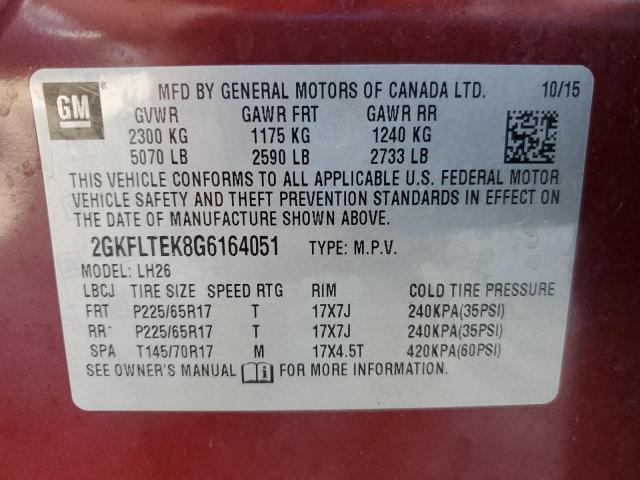 GM
MFD BY GENERAL MOTORS OF CANADA LTD. 10/15
GVWR GAWR FRT GAWR RR
2300 KG 1175 KG 1240 KG
5070 LB 2590 LB 2733 LB
THIS VEHICLE CONFORMS TO ALL APPLICABLE U.S. FEDERAL MOTOR
VEHICLE SAFETY AND THEFT PREVENTION STANDARDS IN EFFECT ON
THE DATE OF MANUFACTURE SHOWN ABOVE.
2GKFLTEK8G6164051 TYPE: M.P.V.
MODEL: LH26
LBCJ TIRE SIZE SPEED RTG RIM COLD TIRE PRESSURE
FRT P225/65R17 T 17X7J 240KPA(35PSI)
RR P225/65R17 T 17X7J 240KPA(35PSI)
SPA T145/70R17 M 17X4.5T 420KPA(60PSI)
SEE OWNER'S MANUAL FOR MORE INFORMATION.